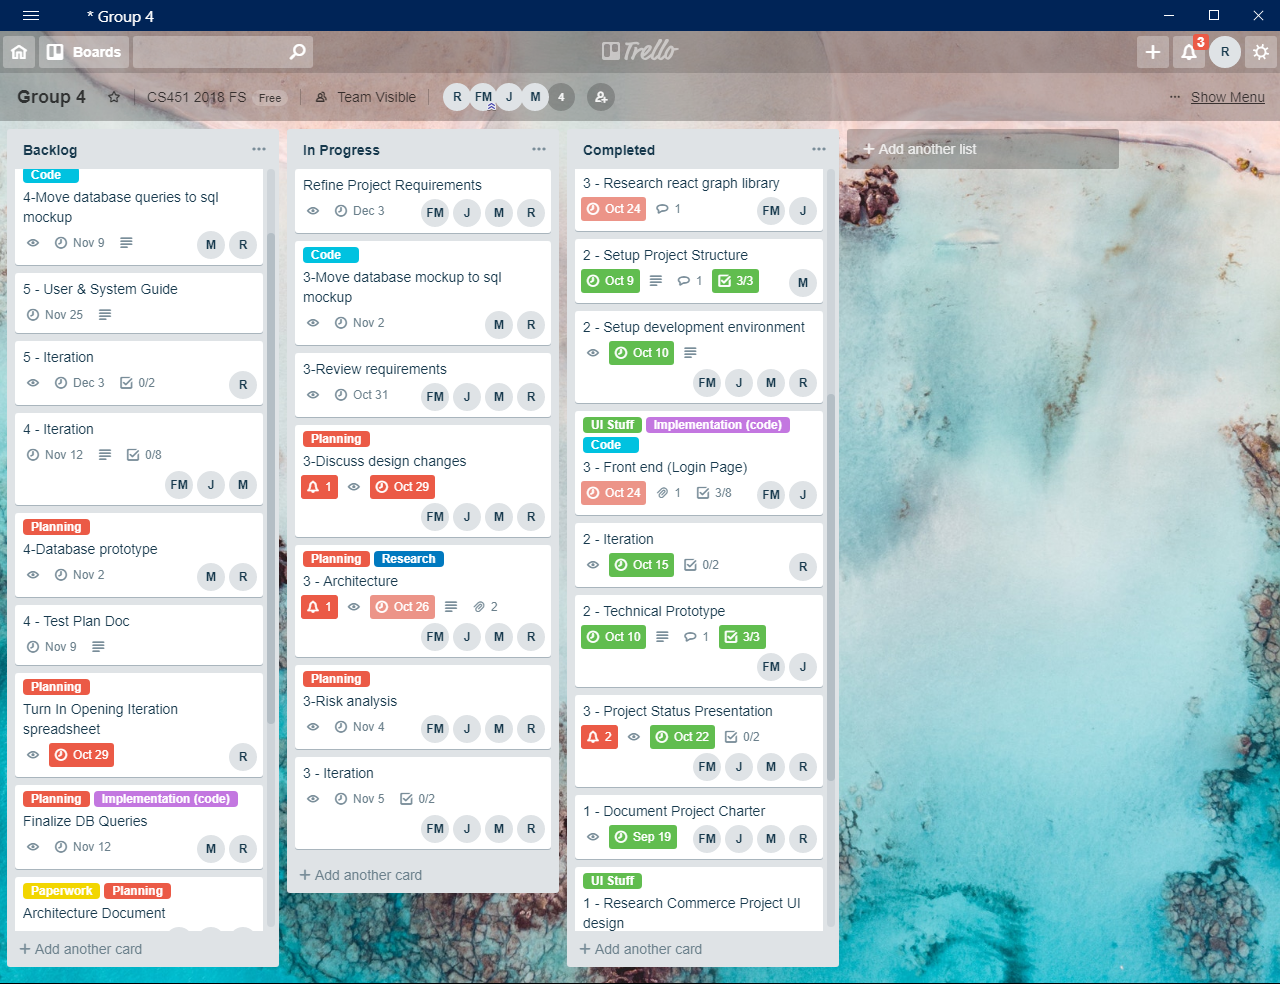 * Group 4
Boards
Trello
3
R
Group 4
CS451 2018 FS
Free
Team Visible
R
FM
J
M
4
... Show Menu
Backlog
Code
4-Move database queries to sql
mockup
Nov 9
M R
5 - User & System Guide
Nov 25
5 - Iteration
Dec 3
0/2
R
4 - Iteration
Nov 12
0/8
FM J M
Planning
4-Database prototype
Nov 2
M R
4 - Test Plan Doc
Nov 9
Planning
Turn In Opening Iteration
spreadsheet
Oct 29
R
Planning
Implementation (code)
Finalize DB Queries
Nov 12
M R
Paperwork
Planning
Architecture Document
+ Add another card
In Progress
Refine Project Requirements
Dec 3
FM J M R
Code
3-Move database mockup to sql
mockup
Nov 2
M R
3-Review requirements
Oct 31
FM J M R
Planning
3-Discuss design changes
1
Oct 29
FM J M R
Planning
Research
3 - Architecture
1
Oct 26
2
FM J M R
Planning
3-Risk analysis
Nov 4
FM J M R
3 - Iteration
Nov 5
0/2
FM J M R
+ Add another card
Completed
3 - Research react graph library
Oct 24
1
FM J
2 - Setup Project Structure
Oct 9
1
3/3
M
2 - Setup development environment
Oct 10
FM J M R
UI Stuff
Implementation (code)
Code
3 - Front end (Login Page)
Oct 24
1
3/8
FM J
2 - Iteration
Oct 15
0/2
R
2 - Technical Prototype
Oct 10
1
3/3
FM J
3 - Project Status Presentation
2
Oct 22
0/2
FM J M R
1 - Document Project Charter
Sep 19
FM J M R
UI Stuff
1 - Research Commerce Project UI
design
+ Add another card
+ Add another list